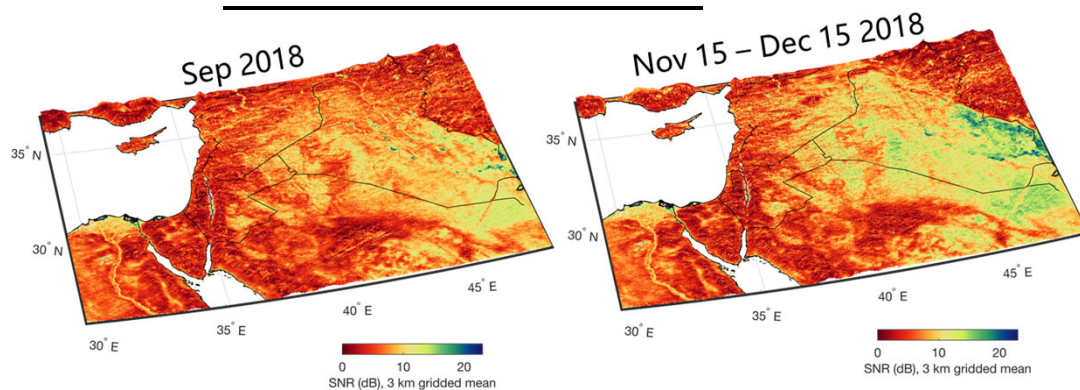 Sep 2018
35° N
30° N
30° E
35° E
40° E
45° E
0 10 20
SNR (dB), 3 km gridded mean
Nov 15 – Dec 15 2018
35° N
30° N
30° E
35° E
40° E
45° E
0 10 20
SNR (dB), 3 km gridded mean